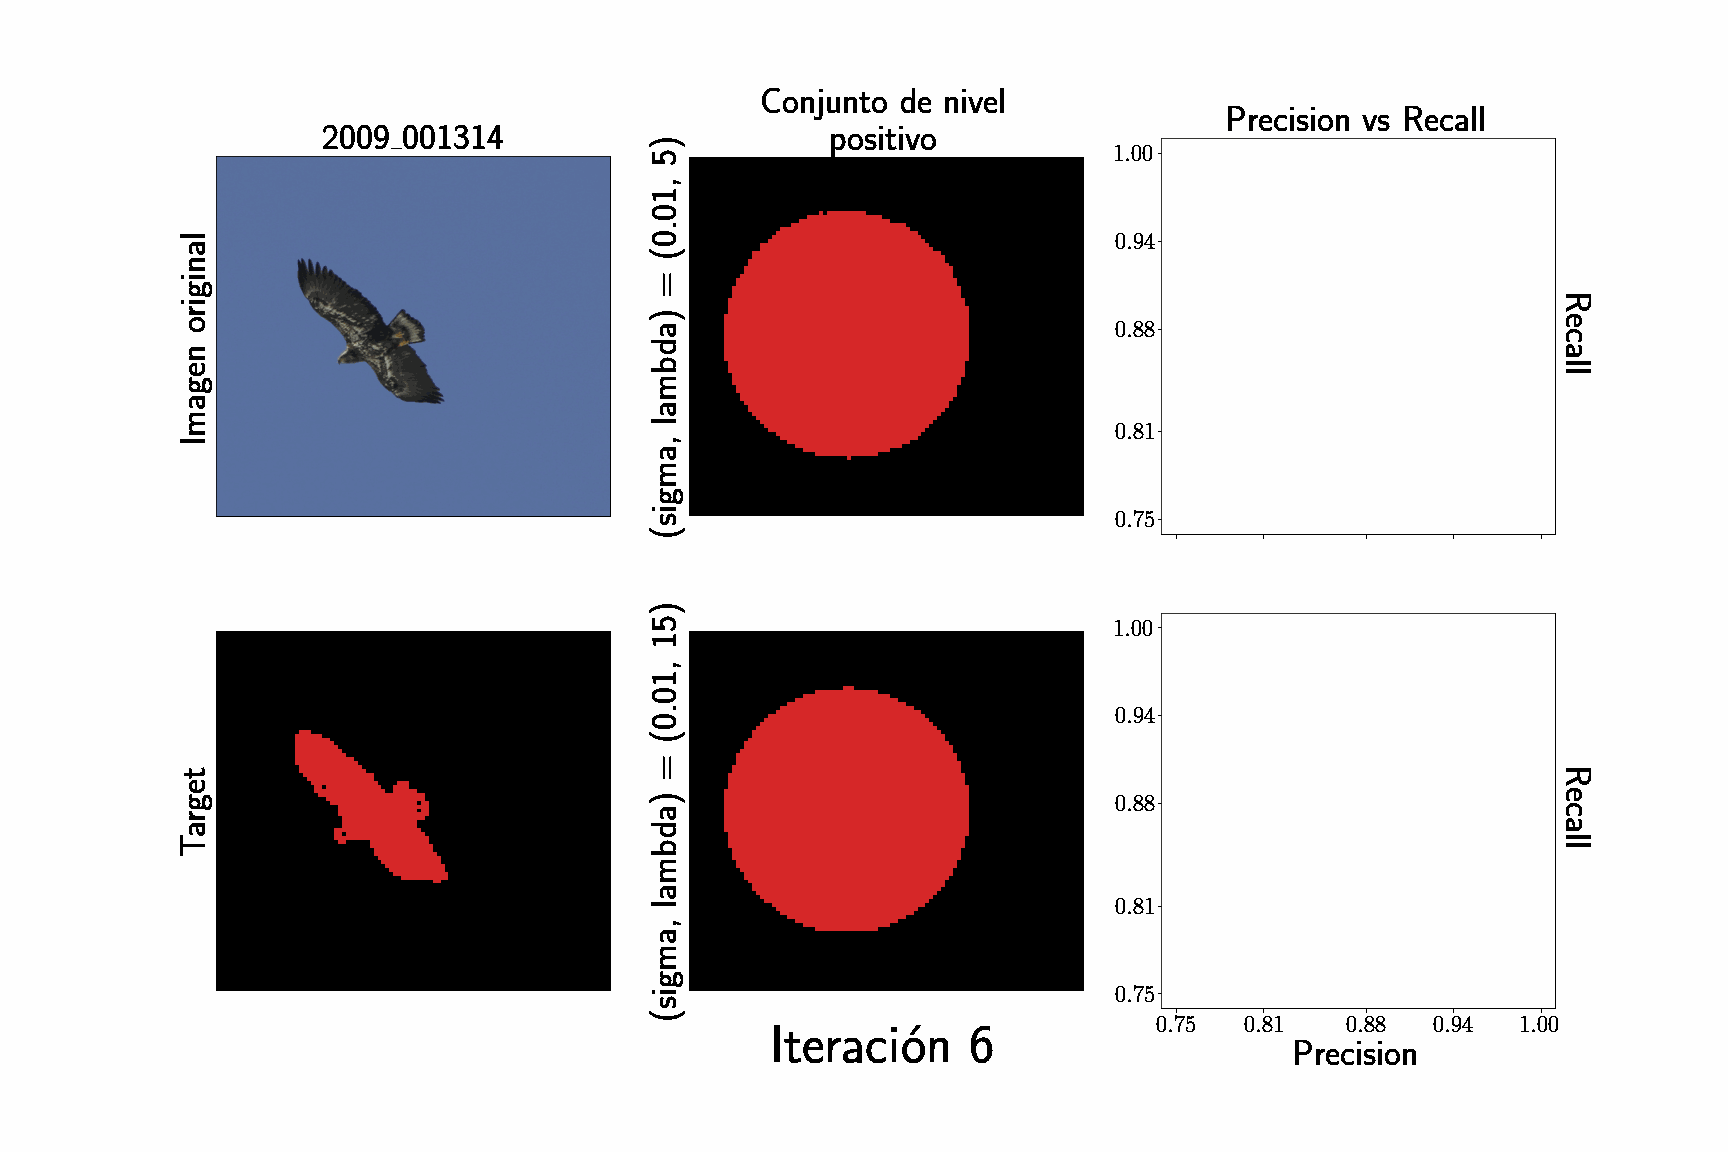 2009_001314
Imagen original
Conjunto de nivel
positivo
(sigma, lambda) = (0.01, 5)
Precision vs Recall
1.00
0.94
0.88
0.81
0.75
Recall
Target
(sigma, lambda) = (0.01, 15)
Iteración 6
1.00
0.94
0.88
0.81
0.75
0.75 0.81 0.88 0.94 1.00
Precision
Recall